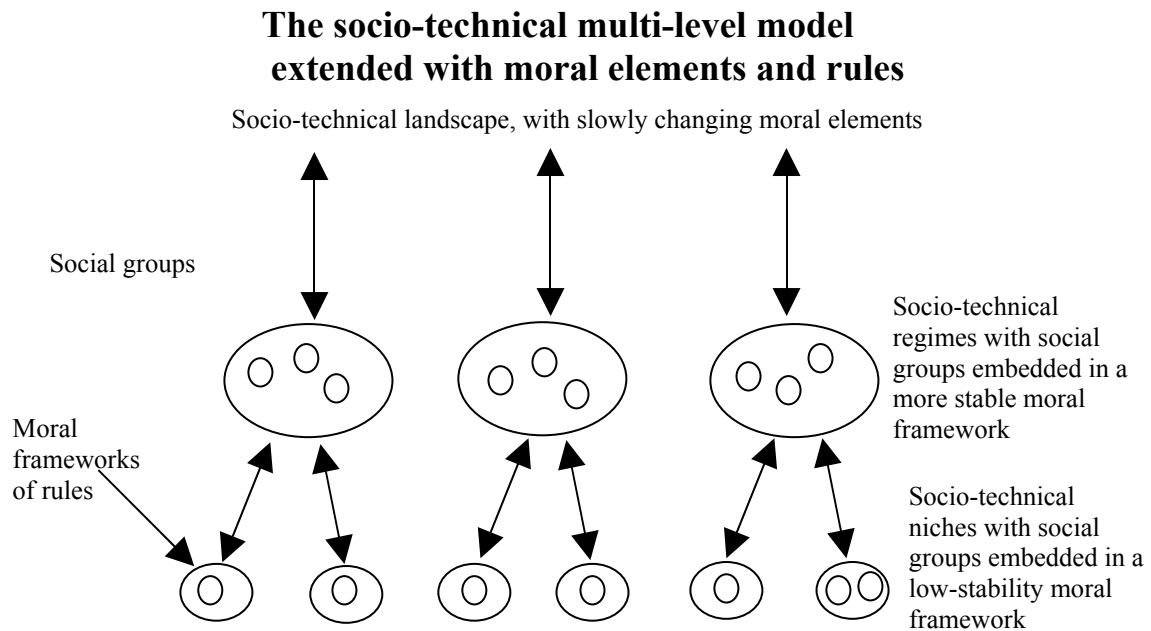 The socio-technical multi-level model
extended with moral elements and rules
Socio-technical landscape, with slowly changing moral elements
Social groups
Socio-technical
regimes with social
groups embedded in a
more stable moral
framework
Moral
frameworks
of rules
Socio-technical
niches with social
groups embedded in a
low-stability moral
framework